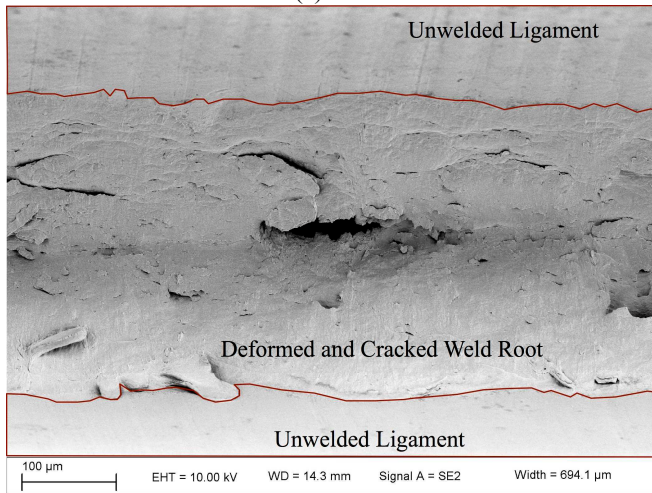 Unwelded Ligament
Deformed and Cracked Weld Root
Unwelded Ligament
100 µm
EHT = 10.00 kV WD = 14.3 mm Signal A = SE2 Width = 694.1 µm